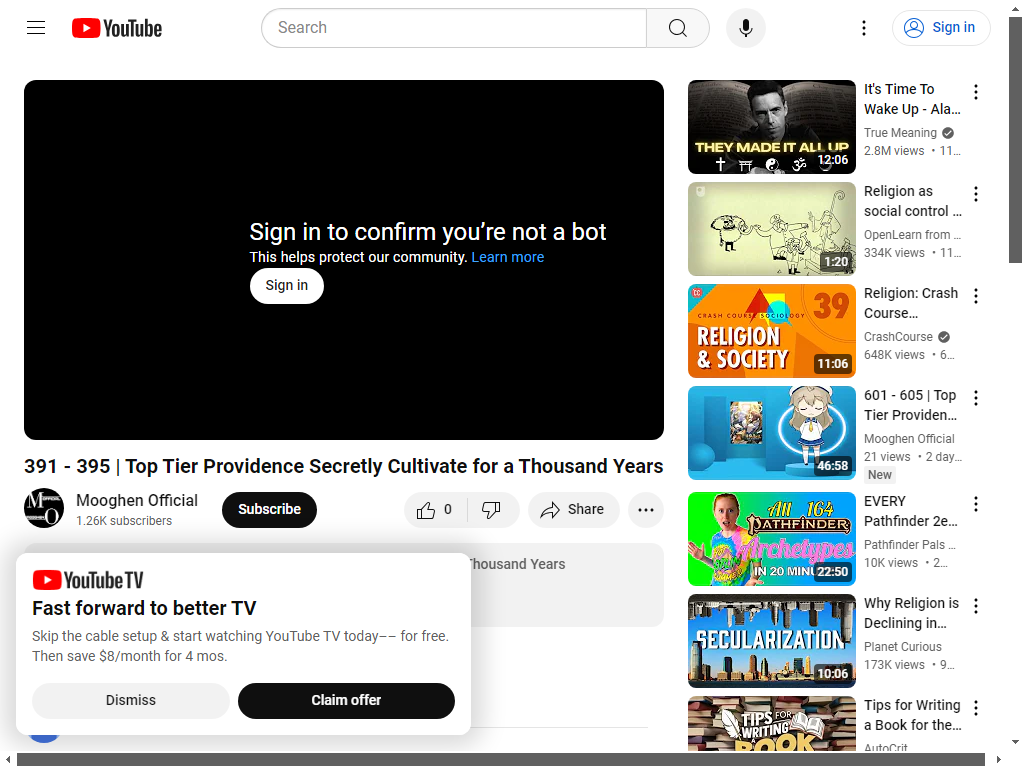 YouTube
Search
Sign in
Sign in to confirm you’re not a bot
This helps protect our community. Learn more
Sign in
391 - 395 | Top Tier Providence Secretly Cultivate for a Thousand Years
Mooghen Official
1.26K subscribers
Subscribe
0
Share
Thousand Years
YouTube TV
Fast forward to better TV
Skip the cable setup & start watching YouTube TV today–– for free.
Then save $8/month for 4 mos.
Dismiss
Claim offer
THEY MADE IT ALL UP
12:06
It's Time To
Wake Up - Ala…
True Meaning
2.8M views • 11…
1:20
Religion as
social control …
OpenLearn from …
334K views • 11…
CC
39
CRASH COURSE SOCIOLOGY
RELIGION
& SOCIETY
11:06
Religion: Crash
Course…
CrashCourse
648K views • 6…
46:58
601 - 605 | Top
Tier Providen…
Mooghen Official
21 views • 2 day…
New
All 164
PATHFINDER
Archetypes
IN 20 MINU
22:50
EVERY
Pathfinder 2e…
Pathfinder Pals …
10K views • 2…
SECULARIZATION
10:06
Why Religion is
Declining in…
Planet Curious
173K views • 9…
TIPS FOR
WRITING
A BOOK
Tips for Writing
a Book for the…
AutoCrit